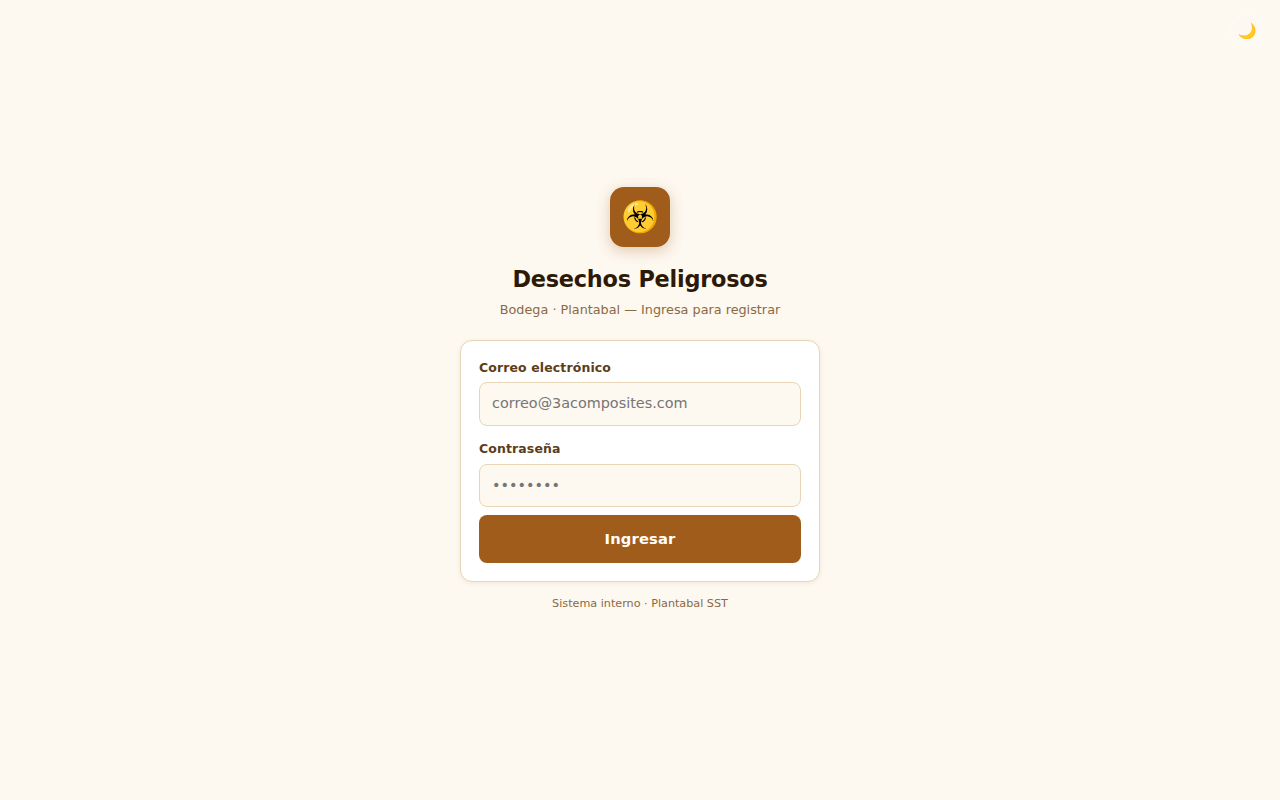 Desechos Peligrosos
Bodega · Plantabal — Ingresa para registrar
Correo electrónico
correo@3acomposites.com
Contraseña
••••••••
Ingresar
Sistema interno · Plantabal SST